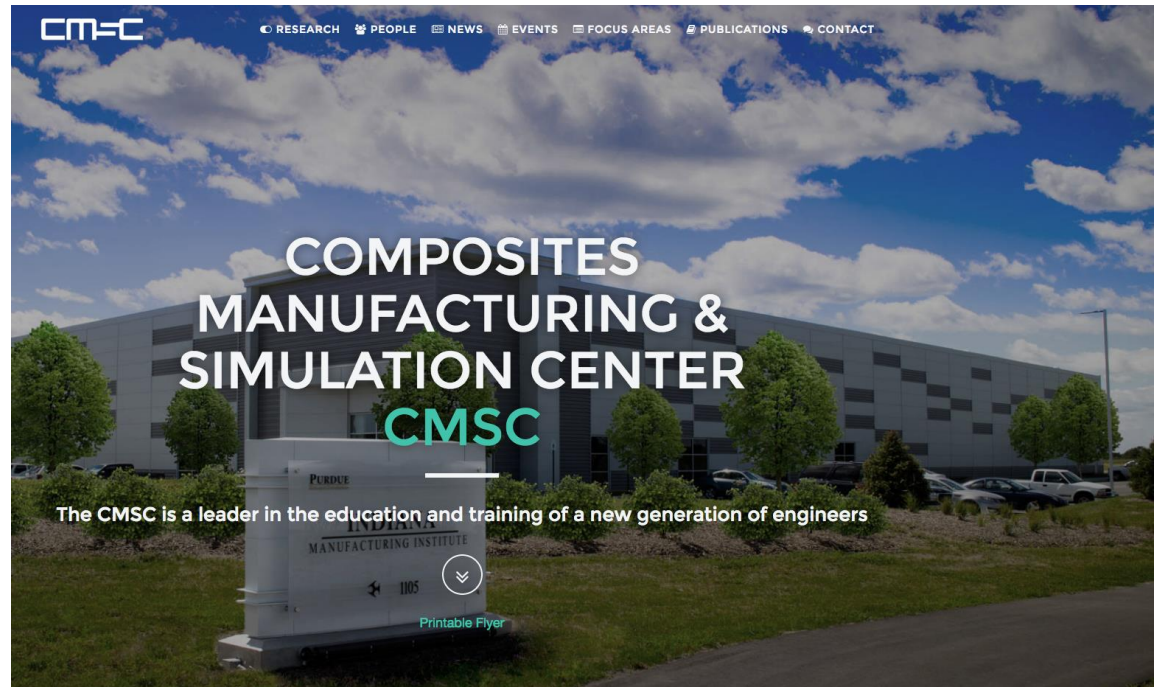 CMSC
RESEARCH PEOPLE NEWS EVENTS FOCUS AREAS PUBLICATIONS CONTACT
COMPOSITES
MANUFACTURING &
SIMULATION CENTER
CMSC
PURDUE
The CMSC is a leader in the education and training of a new generation of engineers
INDIANA
MANUFACTURING INSTITUTE
1105
Printable Flyer